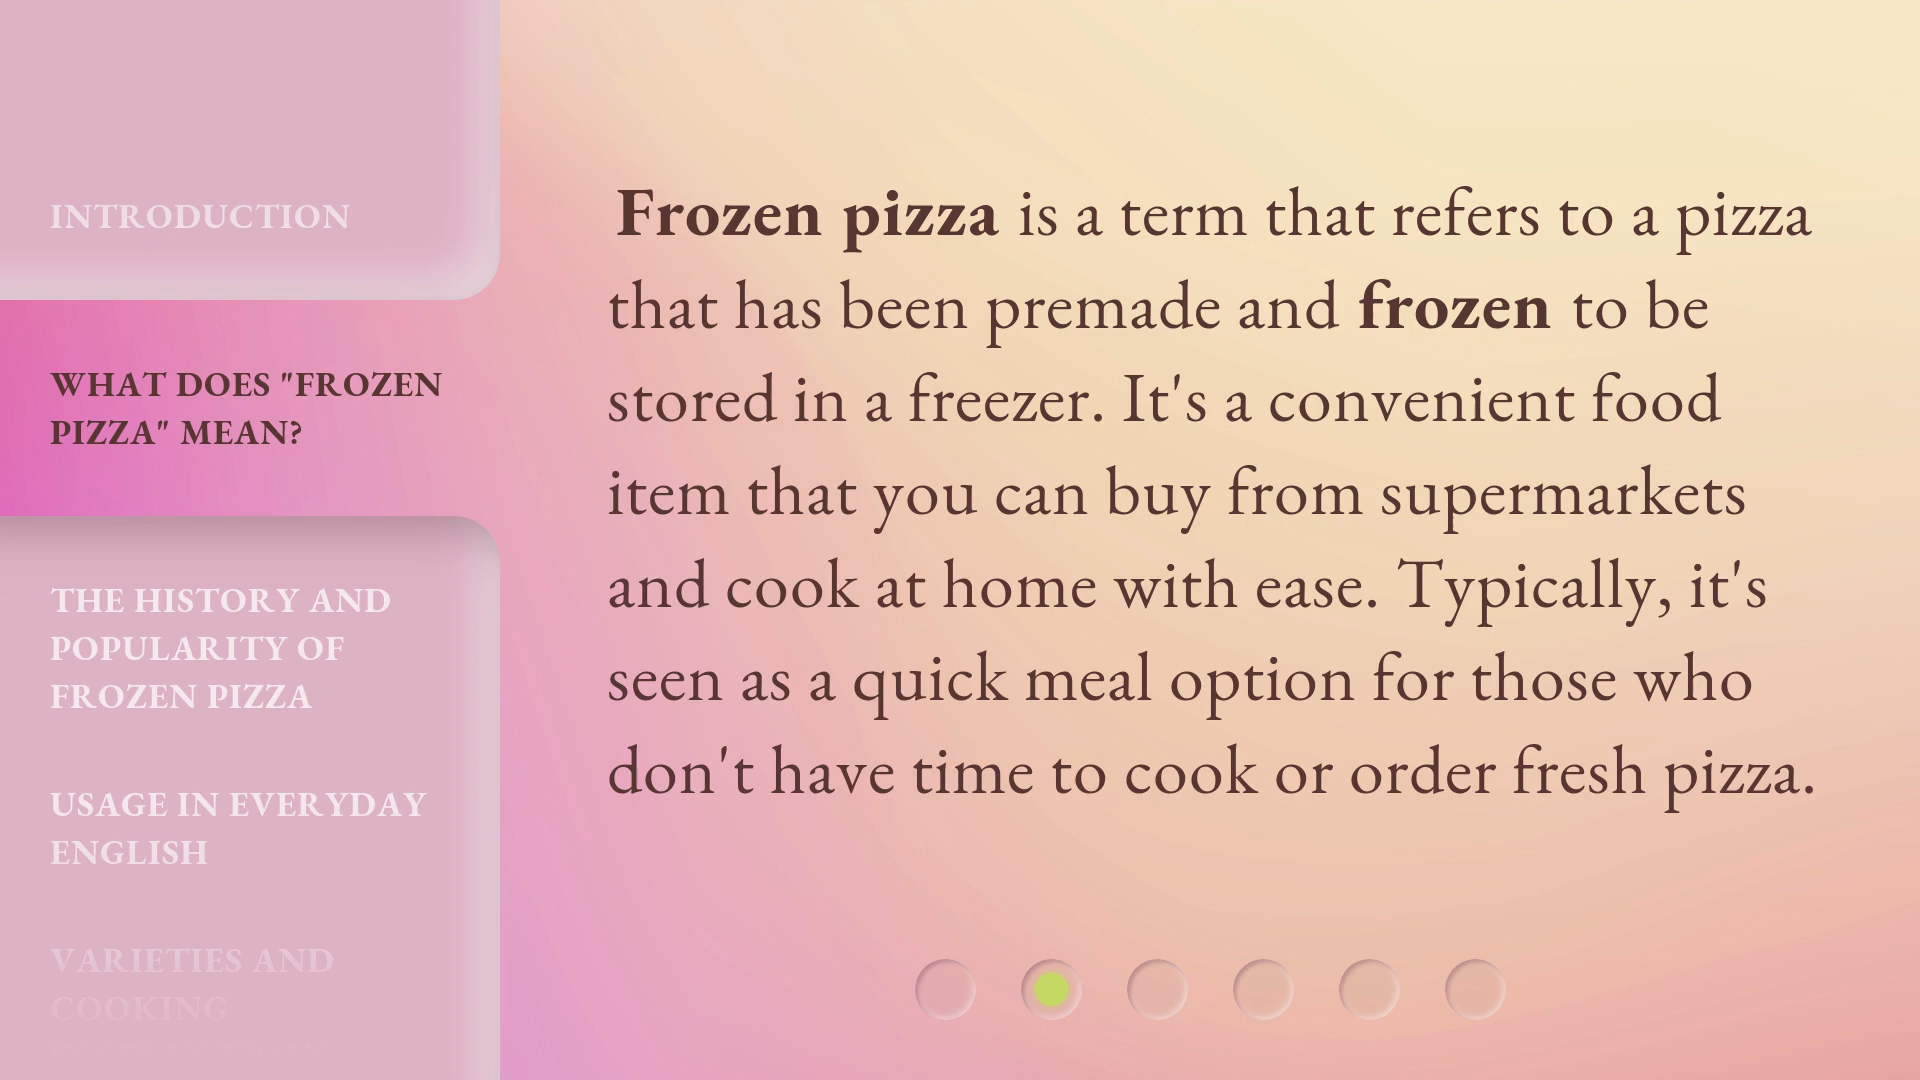 INTRODUCTION
WHAT DOES "FROZEN
PIZZA" MEAN?
THE HISTORY AND
POPULARITY OF
FROZEN PIZZA
USAGE IN EVERYDAY
ENGLISH
VARIETIES AND
COOKING
Frozen pizza is a term that refers to a pizza
that has been premade and frozen to be
stored in a freezer. It's a convenient food
item that you can buy from supermarkets
and cook at home with ease. Typically, it's
seen as a quick meal option for those who
don't have time to cook or order fresh pizza.